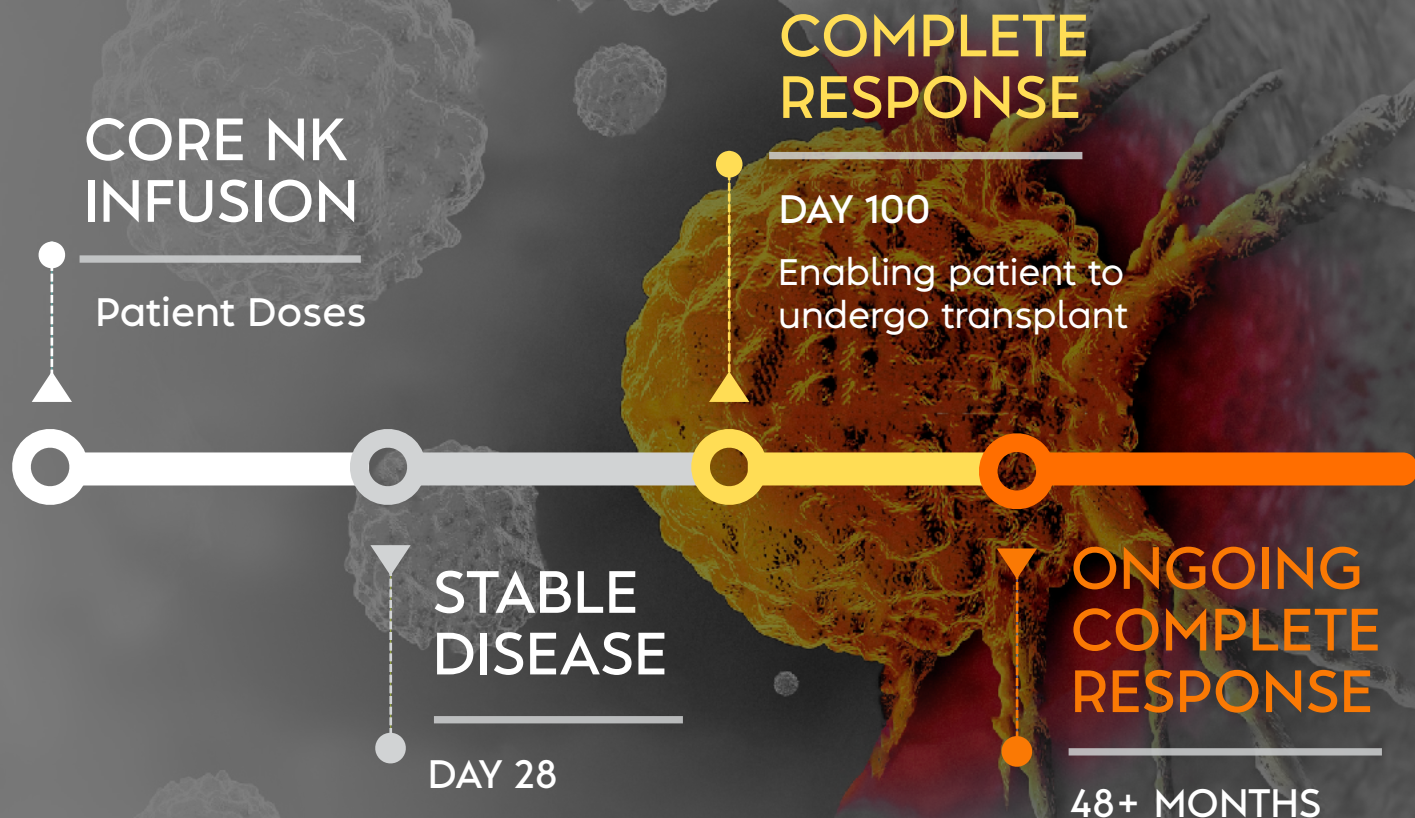 CORE NK
INFUSION
Patient Doses
STABLE
DISEASE
DAY 28
COMPLETE
RESPONSE
DAY 100
Enabling patient to
undergo transplant
ONGOING
COMPLETE
RESPONSE
48+ MONTHS